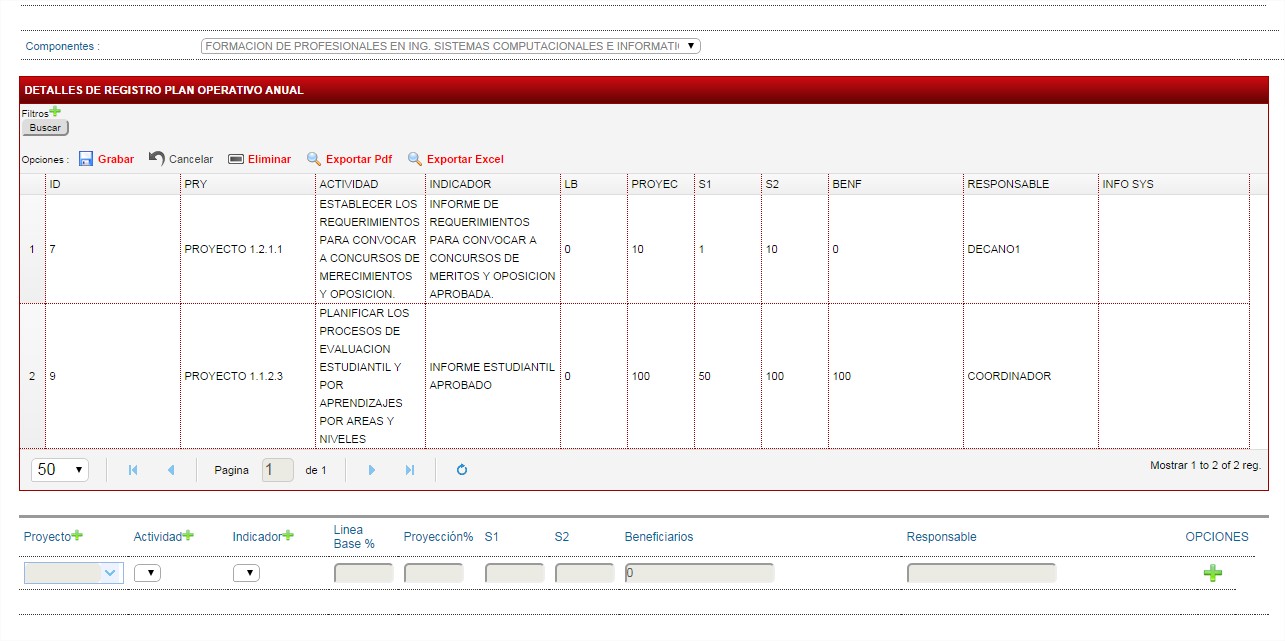 Componentes :
FORMACION DE PROFESIONALES EN ING. SISTEMAS COMPUTACIONALES E INFORMATI
DETALLES DE REGISTRO PLAN OPERATIVO ANUAL
Filtros
Buscar
Opciones : Grabar Cancelar Eliminar Exportar Pdf Exportar Excel
ID PRY ACTIVIDAD INDICADOR LB PROYEC S1 S2 BENF RESPONSABLE INFO SYS
1 7 PROYECTO 1.2.1.1
ESTABLECER LOS
REQUERIMIENTOS
PARA CONVOCAR
A CONCURSOS DE
MERECIMIENTOS
Y OPOSICION.
INFORME DE
REQUERIMIENTOS
PARA CONVOCAR A
CONCURSOS DE
MERITOS Y OPOSICION
APROBADA.
0 10 1 10 0 DECANO1
2 9 PROYECTO 1.1.2.3
PLANIFICAR LOS
PROCESOS DE
EVALUACION
ESTUDIANTIL Y
POR
APRENDIZAJES
POR AREAS Y
NIVELES
INFORME ESTUDIANTIL
APROBADO
0 100 50 100 100 COORDINADOR
50 Pagina 1 de 1 Mostrar 1 to 2 of 2 reg.
Proyecto Actividad Indicador
Linea
Base %
Proyección% S1 S2 Beneficiarios Responsable OPCIONES
0